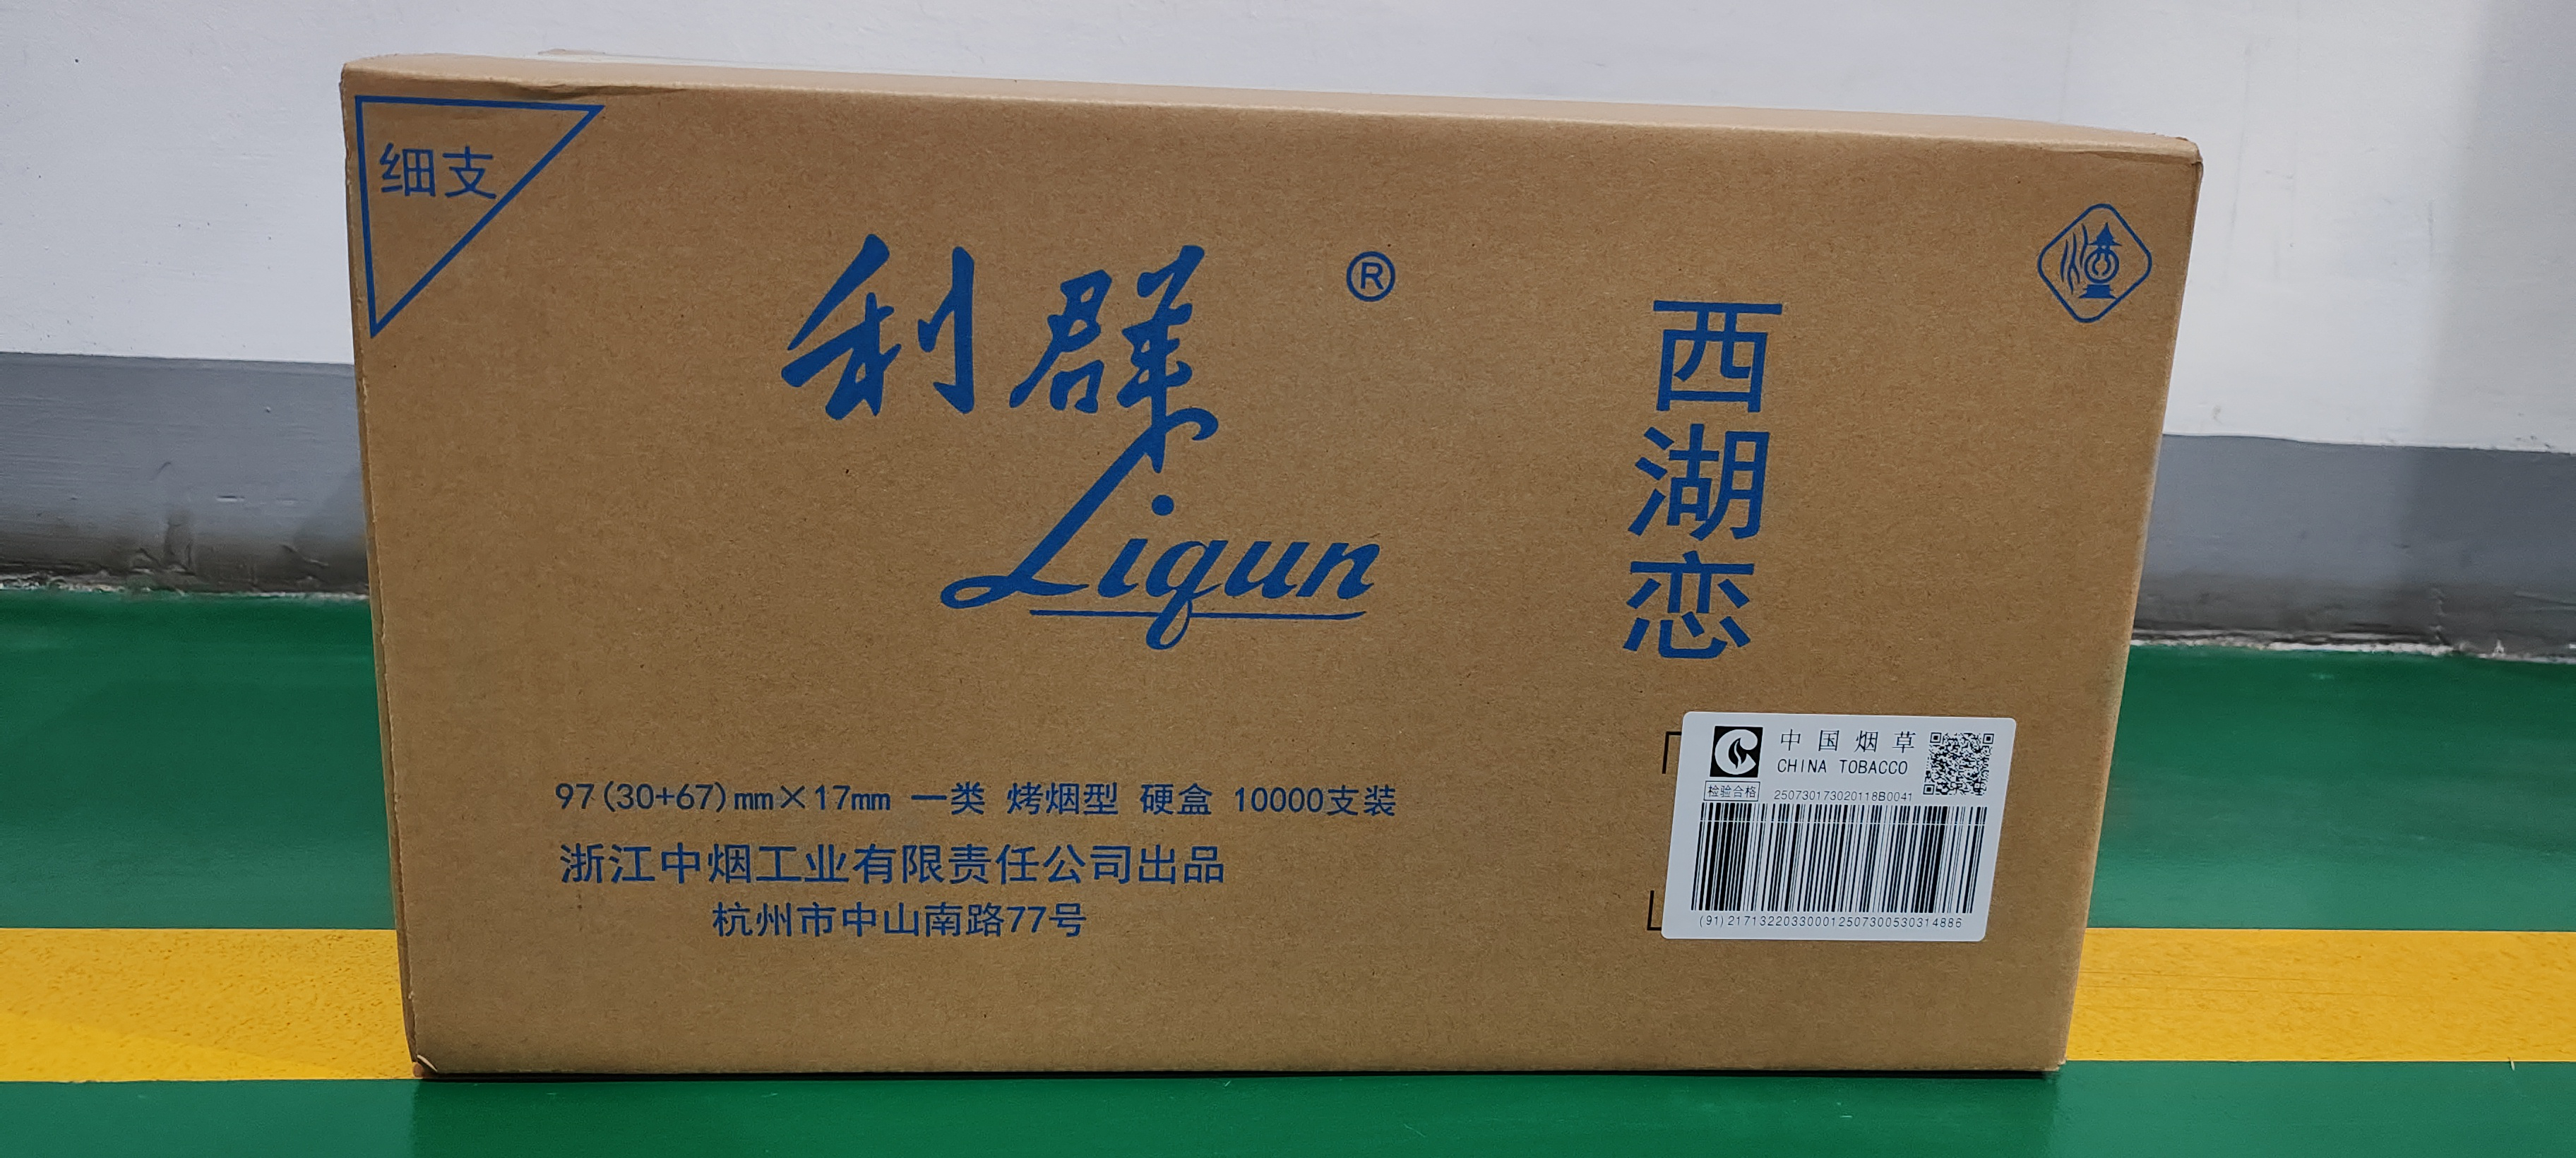 细支
利群®
Liqun
西湖恋
97(30+67)mm×17mm 一类 烤烟型 硬盒 10000支装
浙江中烟工业有限责任公司出品
杭州市中山南路77号
中国烟草
CHINA TOBACCO
检验合格 250730173020118B0041
(91)21713220330001250730053031488​6